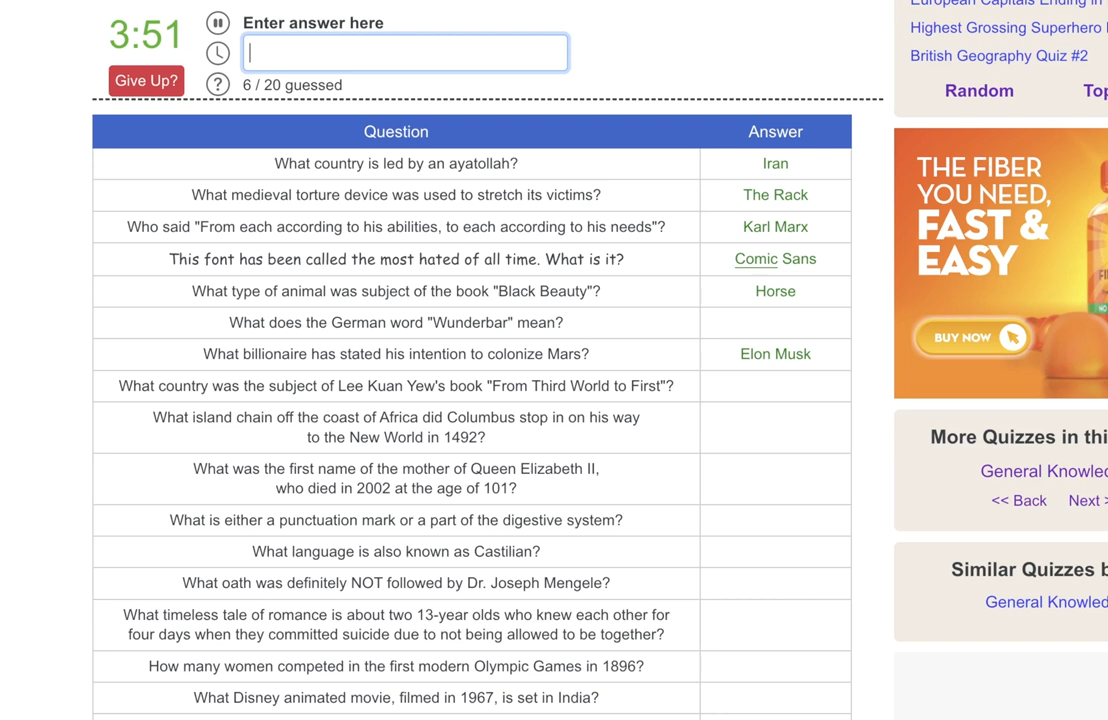 European Capitals Ending in
3:51
Enter answer here
Highest Grossing Superhero
British Geography Quiz #2
Give Up?
6 / 20 guessed
Random
Top
Question
Answer
What country is led by an ayatollah?
Iran
What medieval torture device was used to stretch its victims?
The Rack
Who said "From each according to his abilities, to each according to his needs"?
Karl Marx
This font has been called the most hated of all time. What is it?
Comic Sans
What type of animal was subject of the book "Black Beauty"?
Horse
What does the German word "Wunderbar" mean?
What billionaire has stated his intention to colonize Mars?
Elon Musk
What country was the subject of Lee Kuan Yew's book "From Third World to First"?
What island chain off the coast of Africa did Columbus stop in on his way
to the New World in 1492?
What was the first name of the mother of Queen Elizabeth II,
who died in 2002 at the age of 101?
What is either a punctuation mark or a part of the digestive system?
What language is also known as Castilian?
What oath was definitely NOT followed by Dr. Joseph Mengele?
What timeless tale of romance is about two 13-year olds who knew each other for
four days when they committed suicide due to not being allowed to be together?
How many women competed in the first modern Olympic Games in 1896?
What Disney animated movie, filmed in 1967, is set in India?
THE FIBER
YOU NEED,
FAST &
EASY
BUY NOW
More Quizzes in thi
General Knowled
<< Back
Next >
Similar Quizzes b
General Knowled